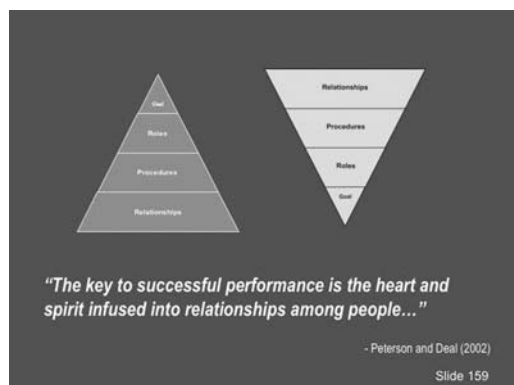 Goal
Roles
Procedures
Relationships
Relationships
Procedures
Roles
Goal
“The key to successful performance is the heart and
spirit infused into relationships among people…”
- Peterson and Deal (2002)
Slide 159